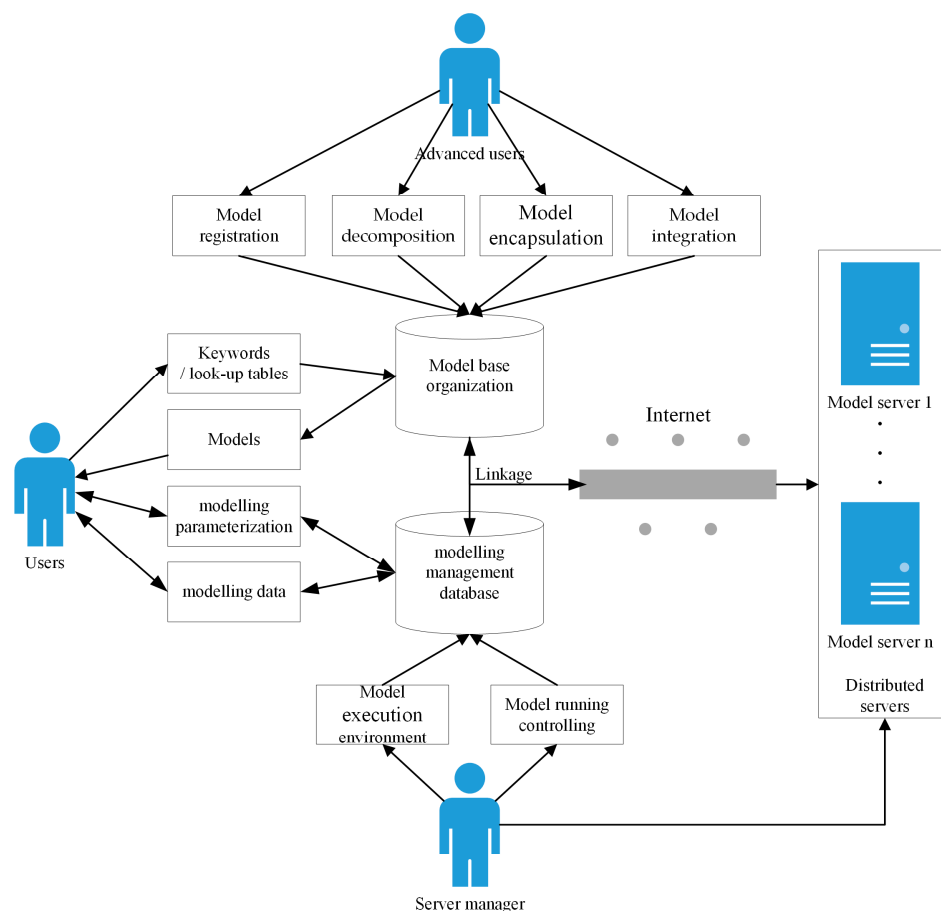 Advanced users
Model
registration
Model
decomposition
Model
encapsulation
Model
integration
Keywords
/ look-up tables
Models
modelling
parameterization
modelling data
Users
Model base
organization
Linkage
modelling
management
database
Internet
Model server 1
Model server n
Distributed
servers
Model
execution
environment
Model running
controlling
Server manager